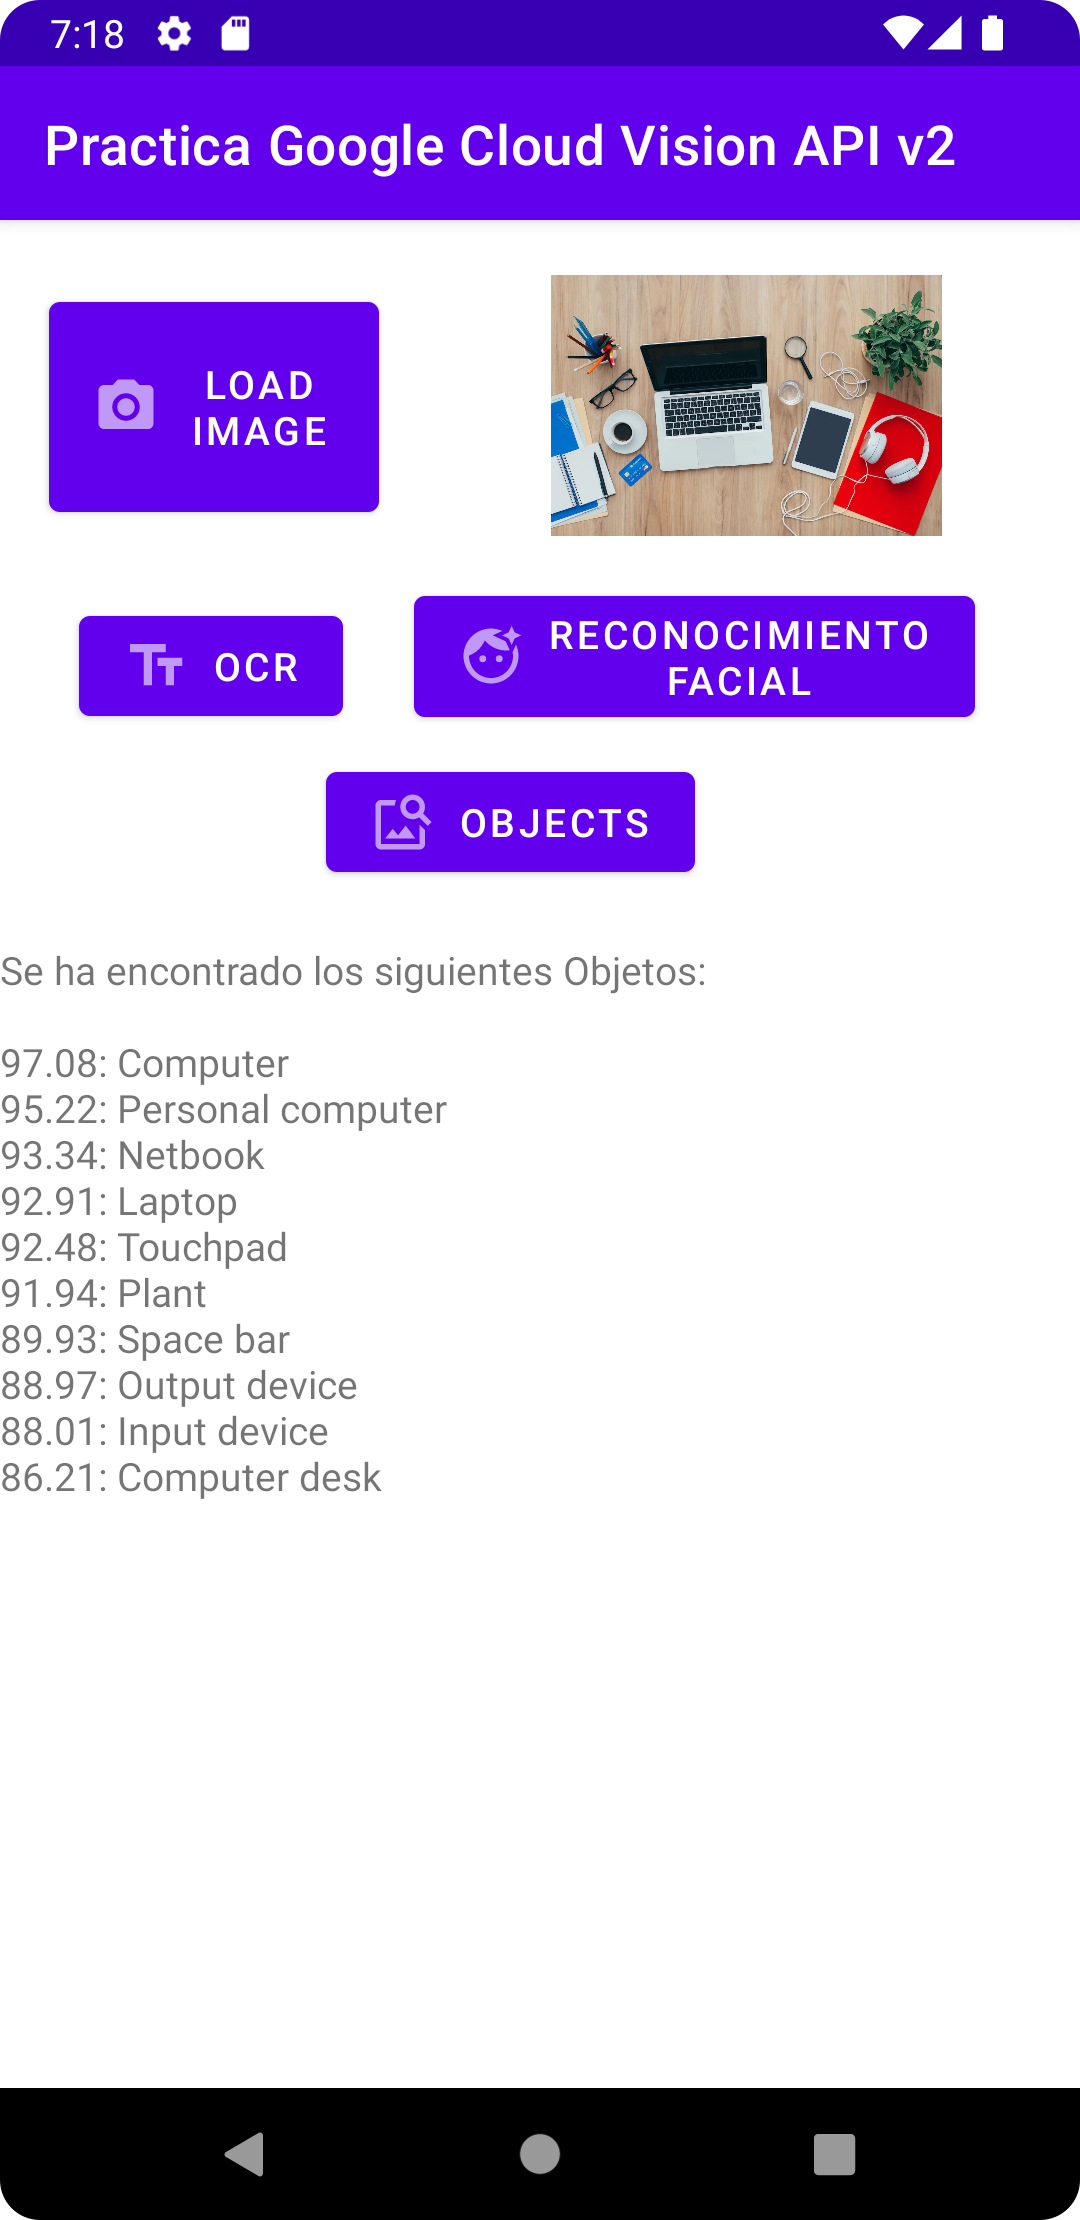 7:18
Practica Google Cloud Vision API v2
LOAD
IMAGE
OCR
RECONOCIMIENTO
FACIAL
OBJECTS
Se ha encontrado los siguientes Objetos:
97.08: Computer
95.22: Personal computer
93.34: Netbook
92.91: Laptop
92.48: Touchpad
91.94: Plant
89.93: Space bar
88.97: Output device
88.01: Input device
86.21: Computer desk